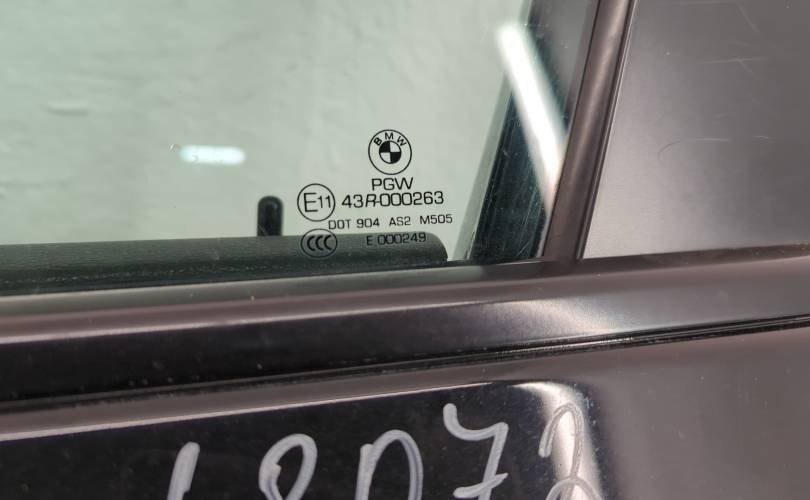 BMW
PGW
E11 43R-000263
DOT 904 AS2 M505
CCC E 000249